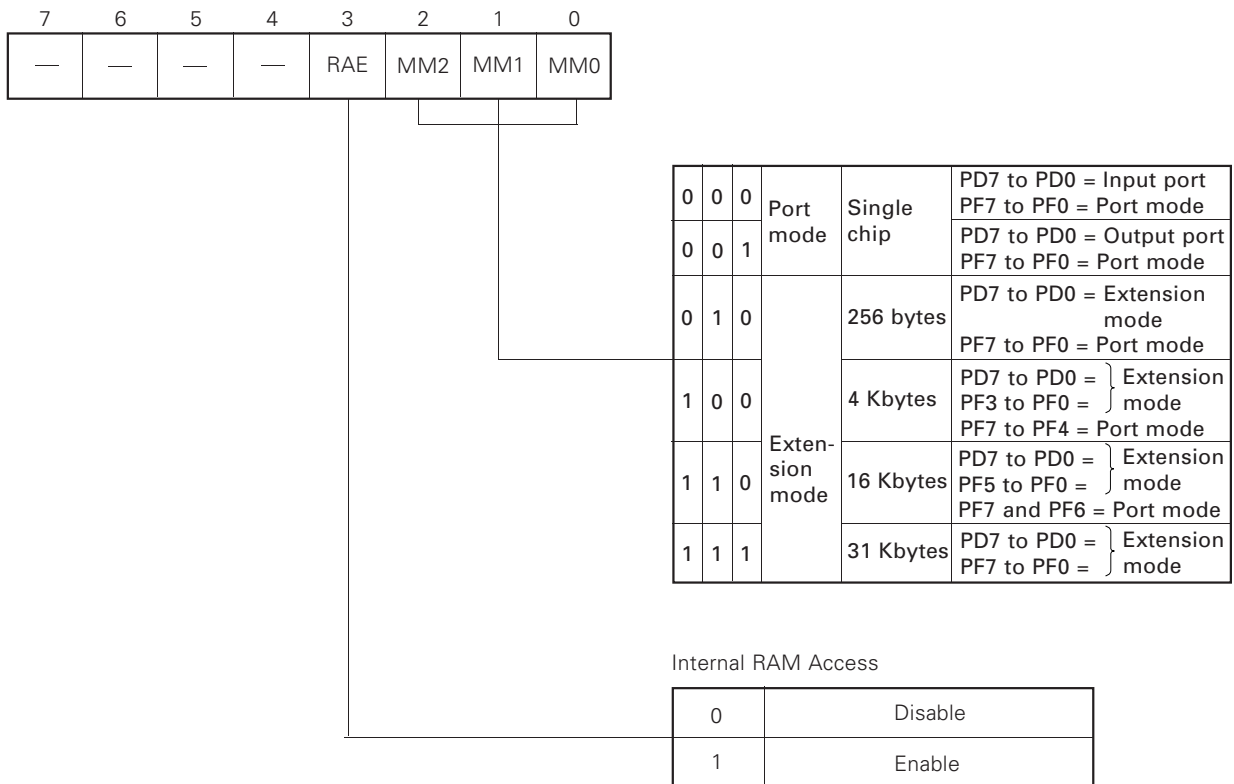 7 6 5 4 3 2 1 0
— — — — RAE MM2 MM1 MM0
0 0 0 Port mode Single chip PD7 to PD0 = Input port
PF7 to PF0 = Port mode
0 0 1 PD7 to PD0 = Output port
PF7 to PF0 = Port mode
0 1 0 Exten-
sion
mode 256 bytes PD7 to PD0 = Extension
mode
PF7 to PF0 = Port mode
1 0 0 4 Kbytes PD7 to PD0 = } Extension
PF3 to PF0 = } mode
PF7 to PF4 = Port mode
1 1 0 16 Kbytes PD7 to PD0 = } Extension
PF5 to PF0 = } mode
PF7 and PF6 = Port mode
1 1 1 31 Kbytes PD7 to PD0 = } Extension
PF7 to PF0 = } mode
Internal RAM Access
0 Disable
1 Enable